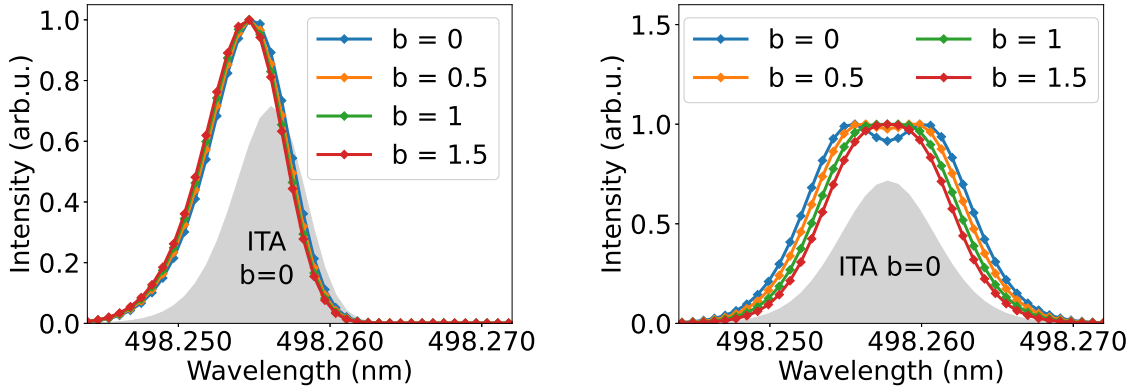 1.0
0.8
0.6
0.4
0.2
0.0
Intensity (arb.u.)
b = 0
b = 0.5
b = 1
b = 1.5
ITA
b=0
498.250
498.260
498.270
Wavelength (nm)
1.5
1.0
0.5
0.0
Intensity (arb.u.)
b = 0
b = 1
b = 0.5
b = 1.5
ITA b=0
498.250
498.260
498.270
Wavelength (nm)